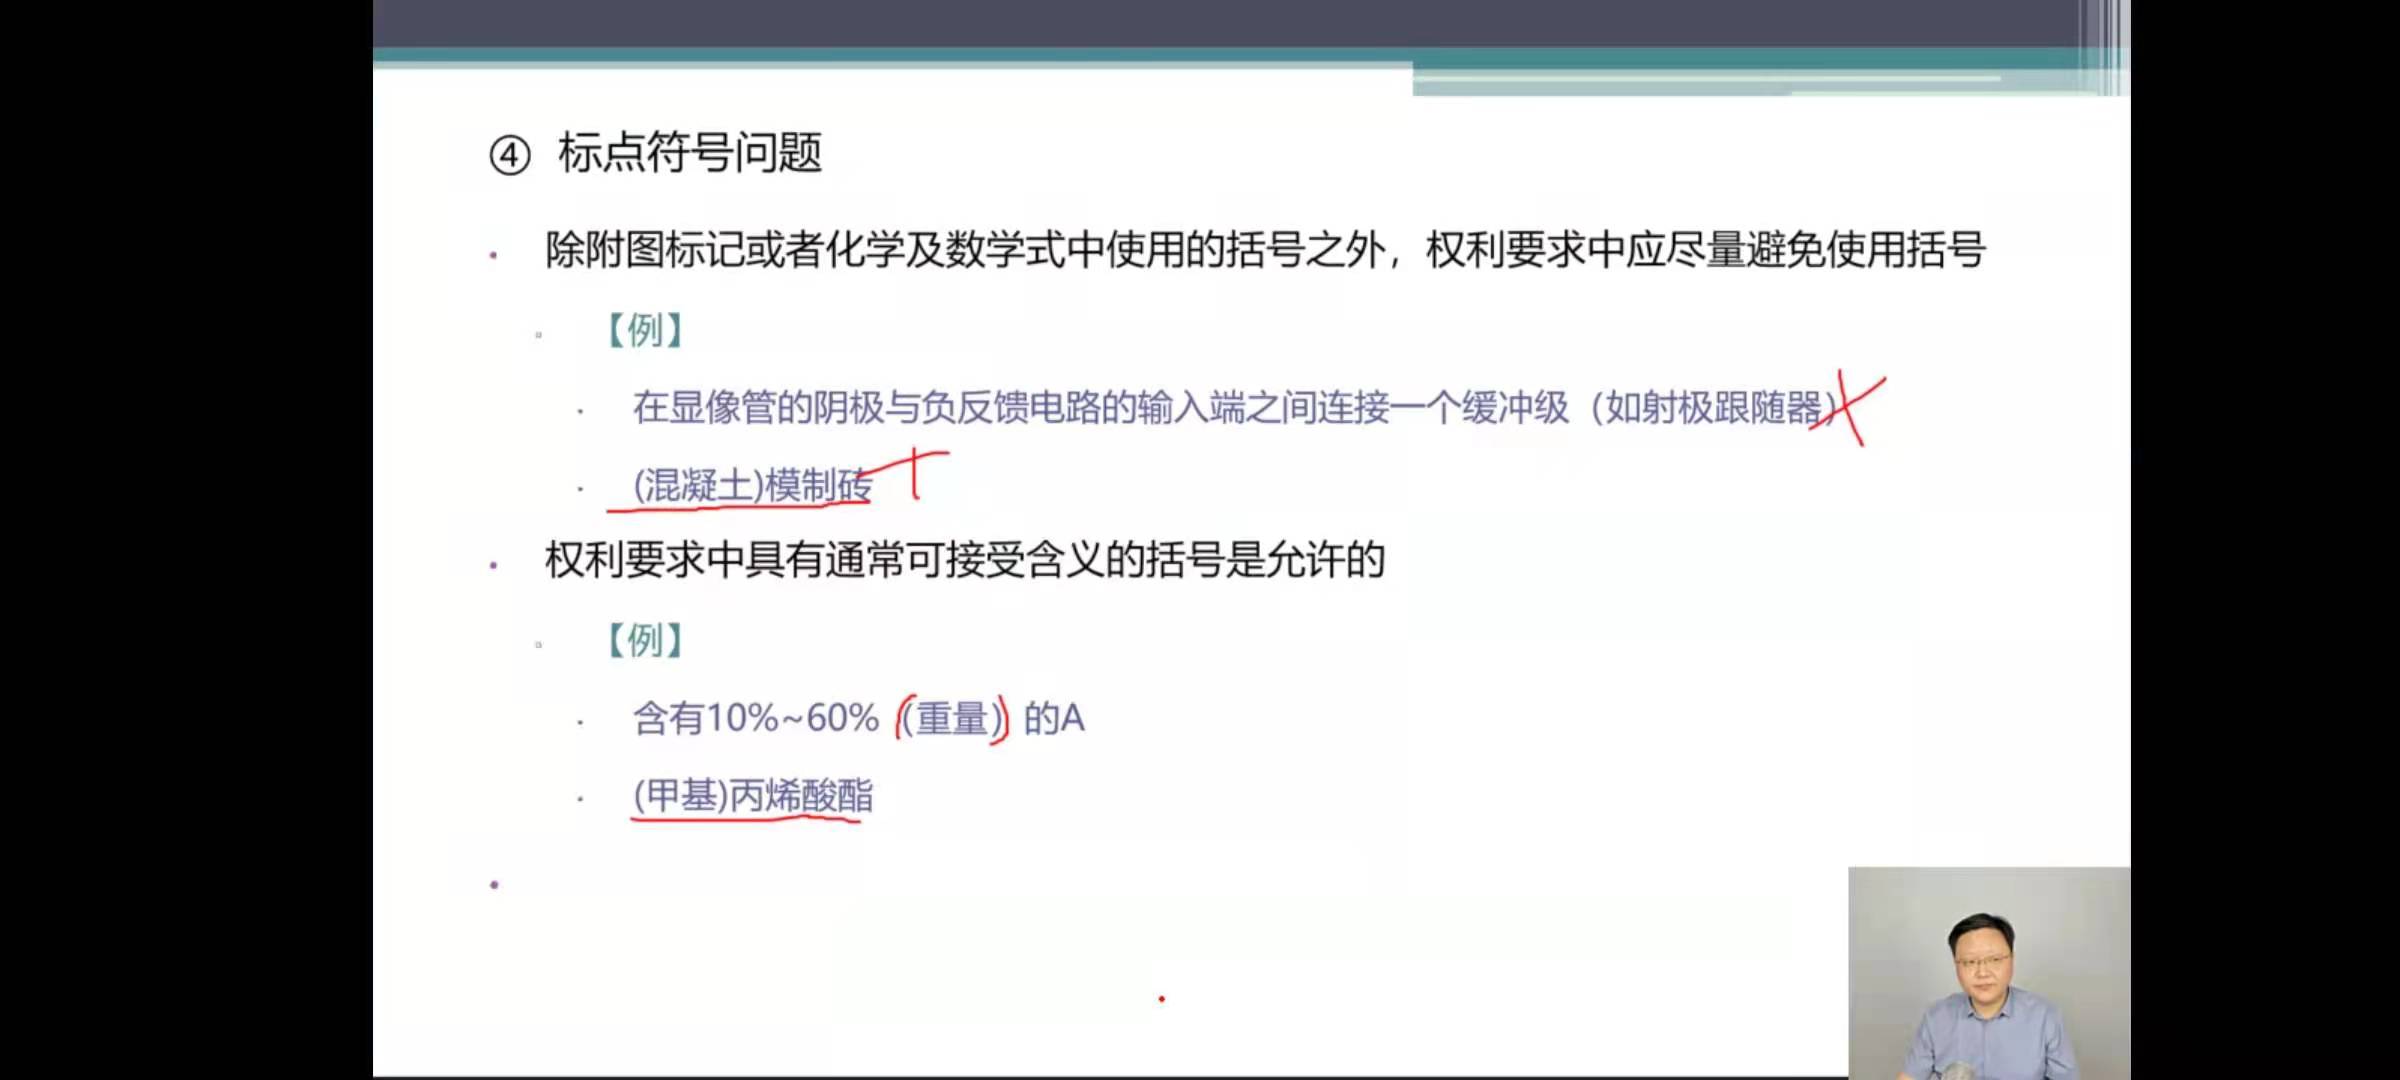 ④ 标点符号问题
除附图标记或者化学及数学式中使用的括号之外，权利要求中应尽量避免使用括号
【例】
在显像管的阴极与负反馈电路的输入端之间连接一个缓冲级（如射极跟随器）
(混凝土)模制砖
权利要求中具有通常可接受含义的括号是允许的
【例】
含有10%~60%（重量）的A
(甲基)丙烯酸酯